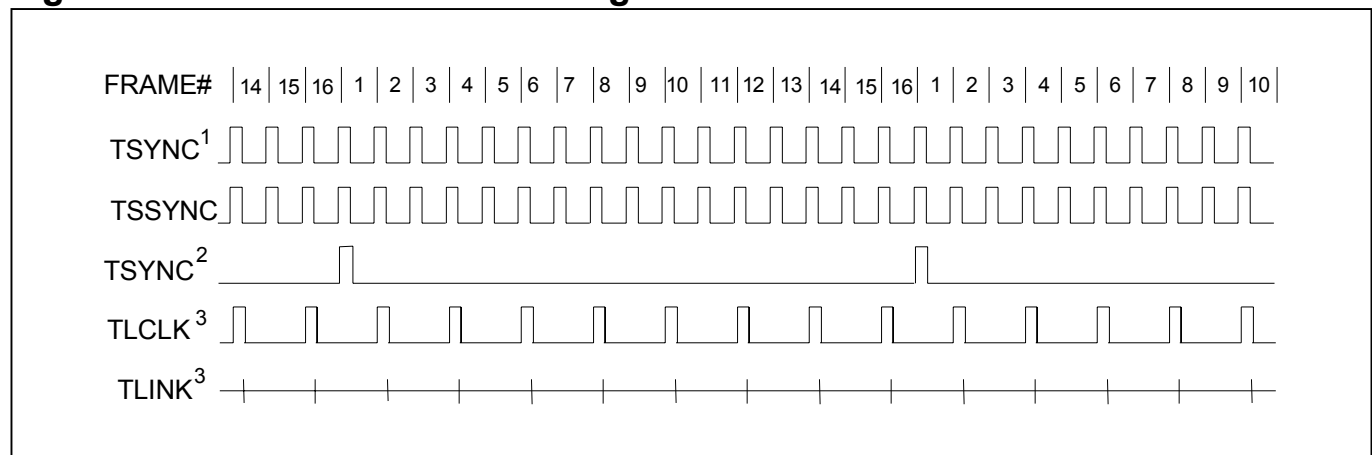 FRAME# 14 15 16 1 2 3 4 5 6 7 8 9 10 11 12 13 14 15 16 1 2 3 4 5 6 7 8 9 10
TSYNC1
TSSYNC
TSYNC2
TLCLK3
TLINK3